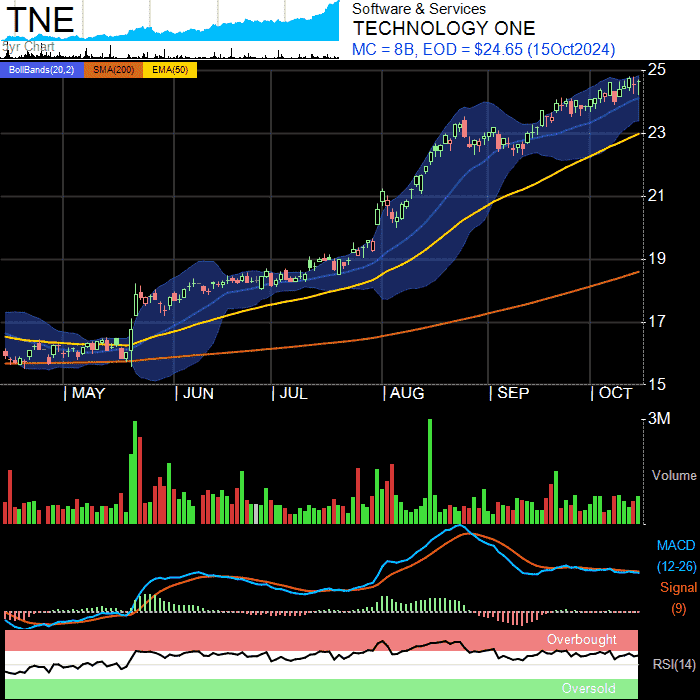 TNE
Software & Services
TECHNOLOGY ONE
MC = 8B, EOD = $24.65 (15Oct2024)
5yr Chart
BollBands(20,2) SMA(200) EMA(50)
25
23
21
19
17
15
| MAY | JUN | JUL | AUG | SEP | OCT
3M
Volume
MACD
(12-26)
Signal
(9)
Overbought
RSI(14)
Oversold